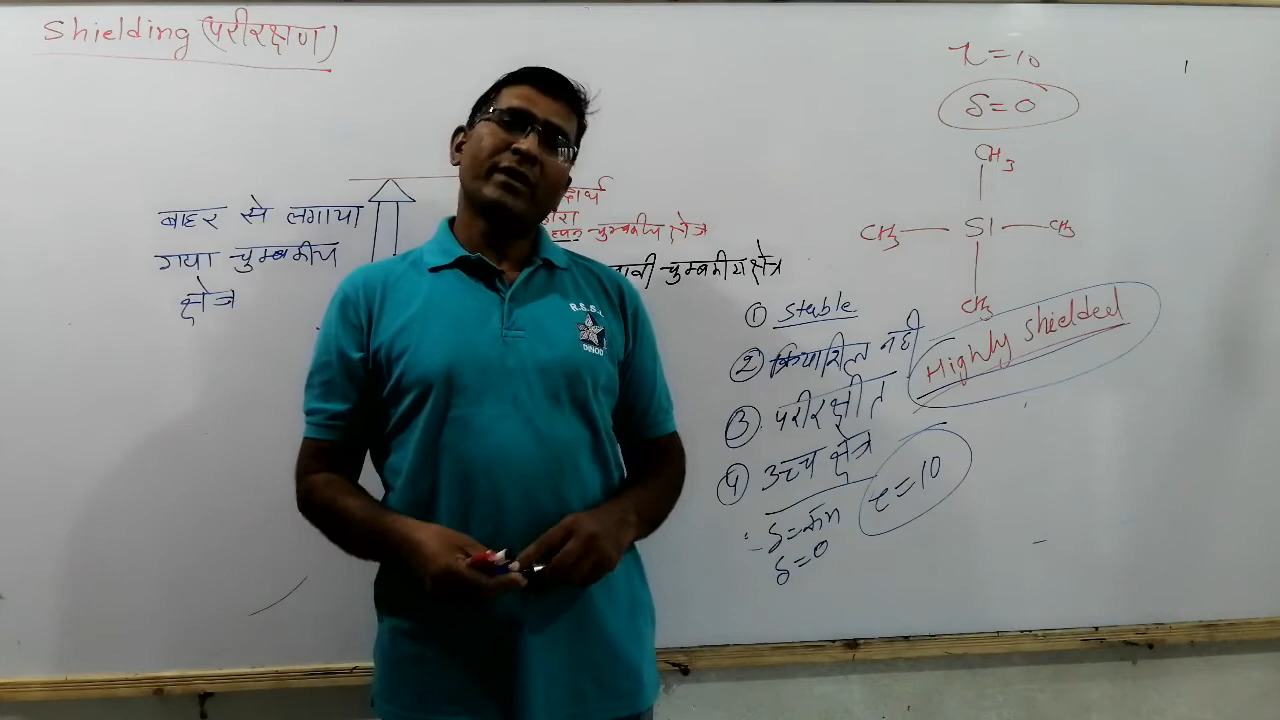 Shielding (परीरक्षण)
बाहर से लगाया
गया चुम्बकीय
क्षेत्र
चुम्बकीय क्षेत्र
चुम्बकीय क्षेत्र
τ=10
δ=0
CH3
CH3 Si CH3
CH3
Highly shielded
① stable
② क्रियाशील नहीं
③ परीरक्षीत
④ उच्च क्षेत्र
∴ δ=
δ=0
τ=10
R.S.S.
DINOD